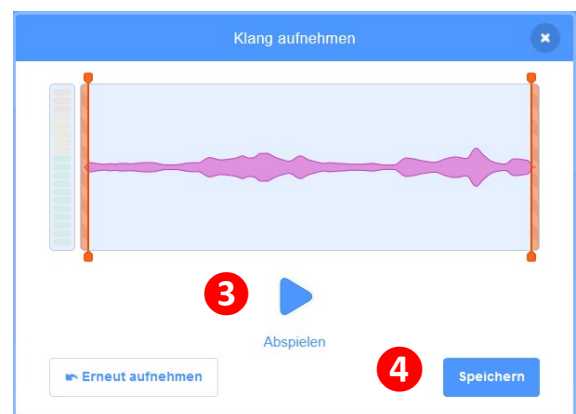 Klang aufnehmen
3
Abspielen
Erneut aufnehmen
4
Speichern